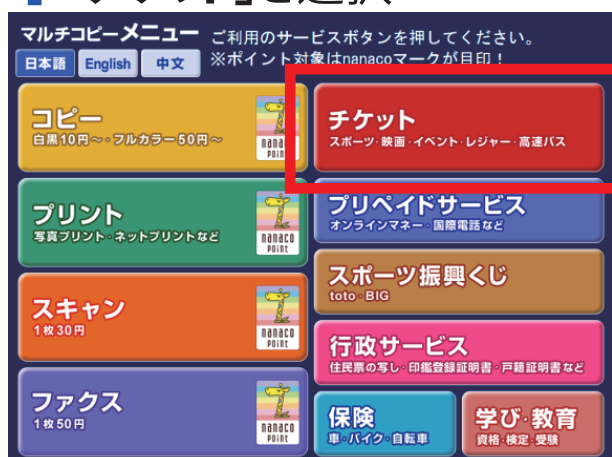 マルチコピーメニュー
ご利用のサービスボタンを押してください。
※ポイント対象はnanacoマークが目印！
日本語 English 中文
コピー
白黒10円～・フルカラー50円～
nanaco
POINT
チケット
スポーツ・映画・イベント・レジャー・高速バス
プリント
写真プリント・ネットプリントなど
nanaco
POINT
プリペイドサービス
オンラインマネー・国際電話など
スキャン
1枚30円
nanaco
POINT
スポーツ振興くじ
toto・BIG
行政サービス
住民票の写し・印鑑登録証明書・戸籍証明書など
ファクス
1枚50円
nanaco
POINT
保険
車・バイク・自転車
学び・教育
資格・検定・受験